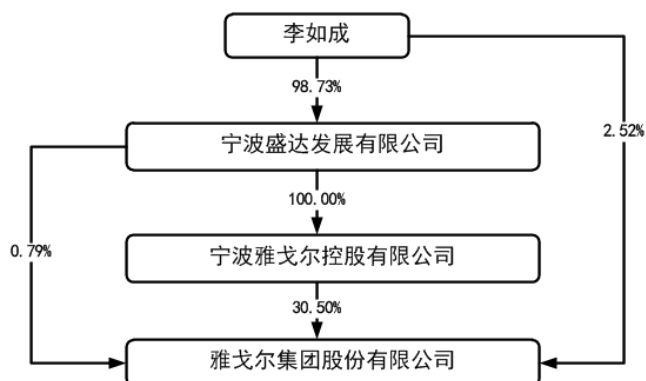 李如成
98.73%
2.52%
宁波盛达发展有限公司
100.00%
0.79%
宁波雅戈尔控股有限公司
30.50%
雅戈尔集团股份有限公司